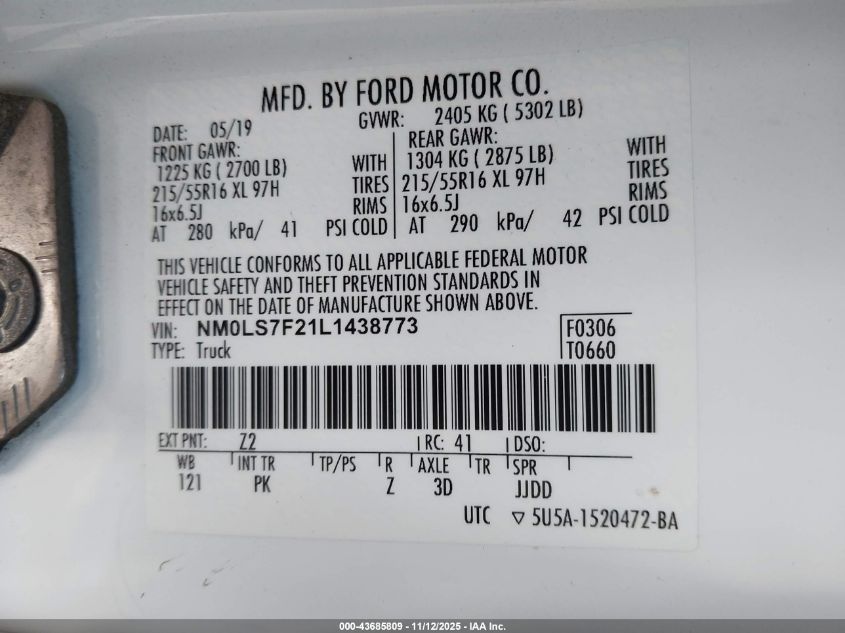 MFD. BY FORD MOTOR CO.
DATE: 05/19 GVWR: 2405 KG ( 5302 LB)
FRONT GAWR: REAR GAWR:
1225 KG ( 2700 LB) WITH 1304 KG ( 2875 LB) WITH
215/55R16 XL 97H TIRES 215/55R16 XL 97H TIRES
16x6.5J RIMS 16x6.5J RIMS
AT 280 kPa/ 41 PSI COLD AT 290 kPa/ 42 PSI COLD
THIS VEHICLE CONFORMS TO ALL APPLICABLE FEDERAL MOTOR
VEHICLE SAFETY AND THEFT PREVENTION STANDARDS IN
EFFECT ON THE DATE OF MANUFACTURE SHOWN ABOVE.
VIN: NM0LS7F21L1438773 F0306
TYPE: Truck T0660
EXT PNT: Z2 RC: 41 DSO:
WB INT TR TP/PS R AXLE TR SPR
121 PK Z 3D JJDD
UTC ▽ 5U5A-1520472-BA
000-43685809 - 11/12/2025 - IAA Inc.